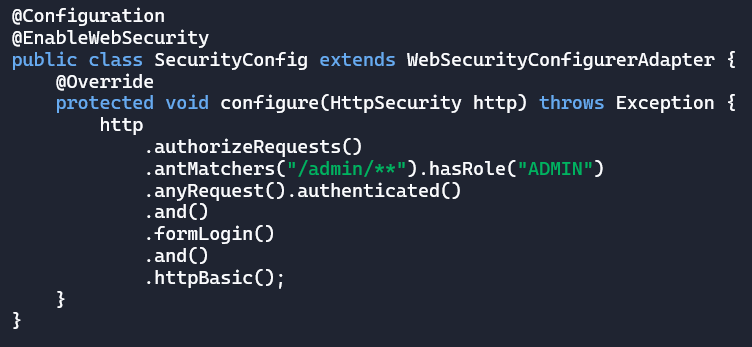 @Configuration
@EnableWebSecurity
public class SecurityConfig extends WebSecurityConfigurerAdapter {
    @Override
    protected void configure(HttpSecurity http) throws Exception {
        http
            .authorizeRequests()
            .antMatchers("/admin/**").hasRole("ADMIN")
            .anyRequest().authenticated()
            .and()
            .formLogin()
            .and()
            .httpBasic();
    }
}